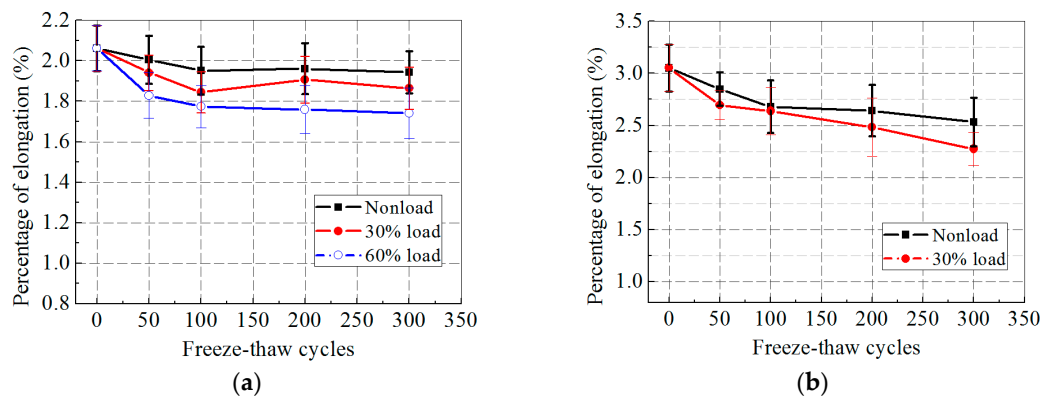 Percentage of elongation (%)
2.2
2.0
1.8
1.6
1.4
1.2
1.0
0.8
Nonload
30% load
60% load
0 50 100 150 200 250 300 350
Freeze-thaw cycles
(a)
Percentage of elongation (%)
3.5
3.0
2.5
2.0
1.5
1.0
Nonload
30% load
0 50 100 150 200 250 300 350
Freeze-thaw cycles
(b)